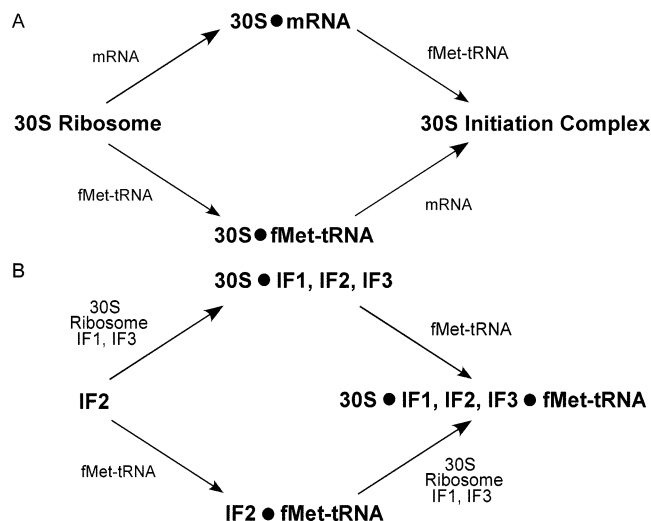 A
30S●mRNA
mRNA
fMet-tRNA
30S Ribosome
30S Initiation Complex
fMet-tRNA
mRNA
30S●fMet-tRNA
B
30S ● IF1, IF2, IF3
30S
Ribosome
IF1, IF3
fMet-tRNA
IF2
30S ● IF1, IF2, IF3 ● fMet-tRNA
fMet-tRNA
30S
Ribosome
IF1, IF3
IF2 ● fMet-tRNA